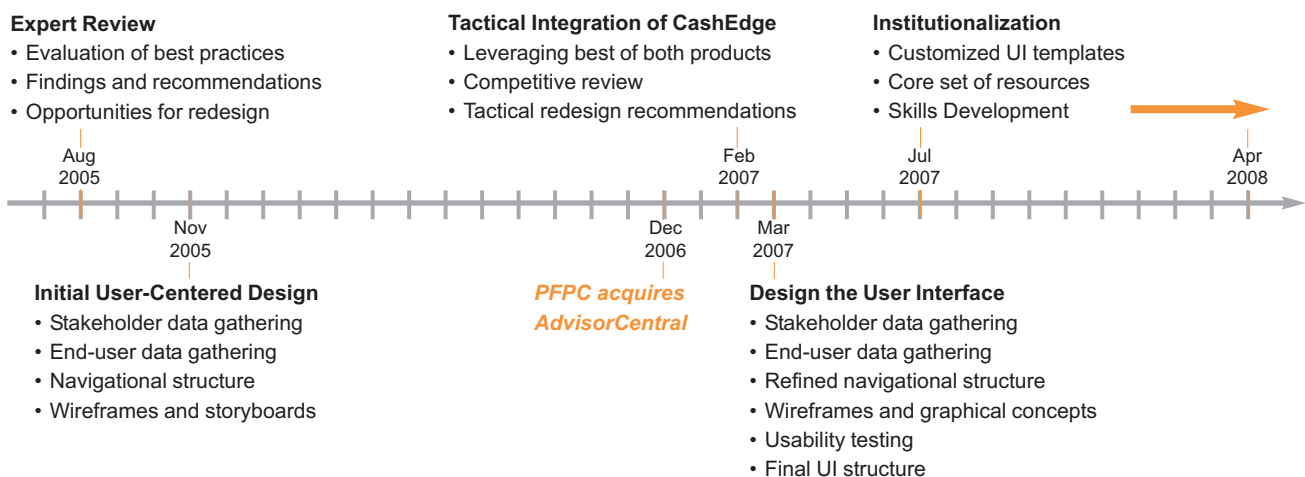 Expert Review
• Evaluation of best practices
• Findings and recommendations
• Opportunities for redesign
Tactical Integration of CashEdge
• Leveraging best of both products
• Competitive review
• Tactical redesign recommendations
Institutionalization
• Customized UI templates
• Core set of resources
• Skills Development
Aug
2005
Feb
2007
Jul
2007
Apr
2008
Nov
2005
Dec
2006
Mar
2007
Initial User-Centered Design
• Stakeholder data gathering
• End-user data gathering
• Navigational structure
• Wireframes and storyboards
PFPC acquires
AdvisorCentral
Design the User Interface
• Stakeholder data gathering
• End-user data gathering
• Refined navigational structure
• Wireframes and graphical concepts
• Usability testing
• Final UI structure